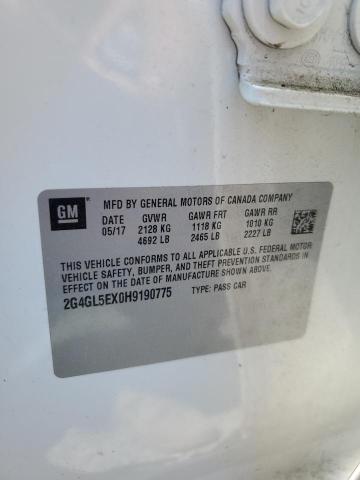 GM
MFD BY GENERAL MOTORS OF CANADA COMPANY
DATE GVWR GAWR FRT GAWR RR
05/17 2128 KG 1118 KG 1010 KG
4692 LB 2465 LB 2227 LB
THIS VEHICLE CONFORMS TO ALL APPLICABLE U.S. FEDERAL MOTOR
VEHICLE SAFETY, BUMPER, AND THEFT PREVENTION STANDARDS IN
EFFECT ON THE DATE OF MANUFACTURE SHOWN ABOVE.
2G4GL5EX0H9190775 TYPE: PASS CAR